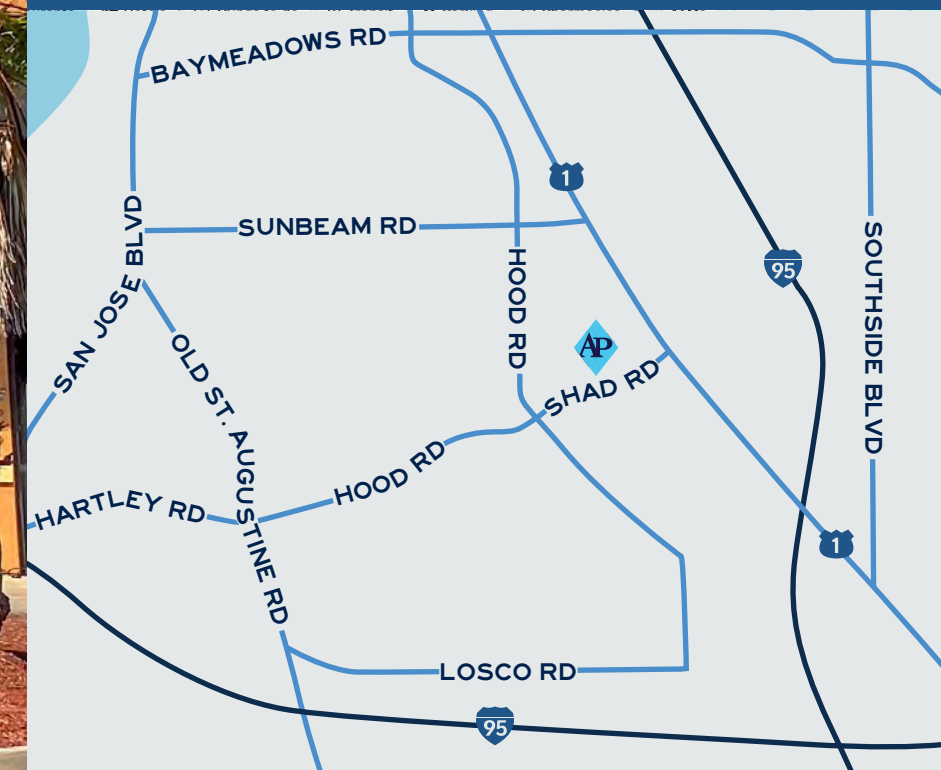 BAYMEADOWS RD
1
SAN JOSE BLVD
SUNBEAM RD
HOOD RD
95
SOUTHSIDE BLVD
OLD ST. AUGUSTINE RD
AP
SHAD RD
HOOD RD
HARTLEY RD
1
LOSCO RD
95